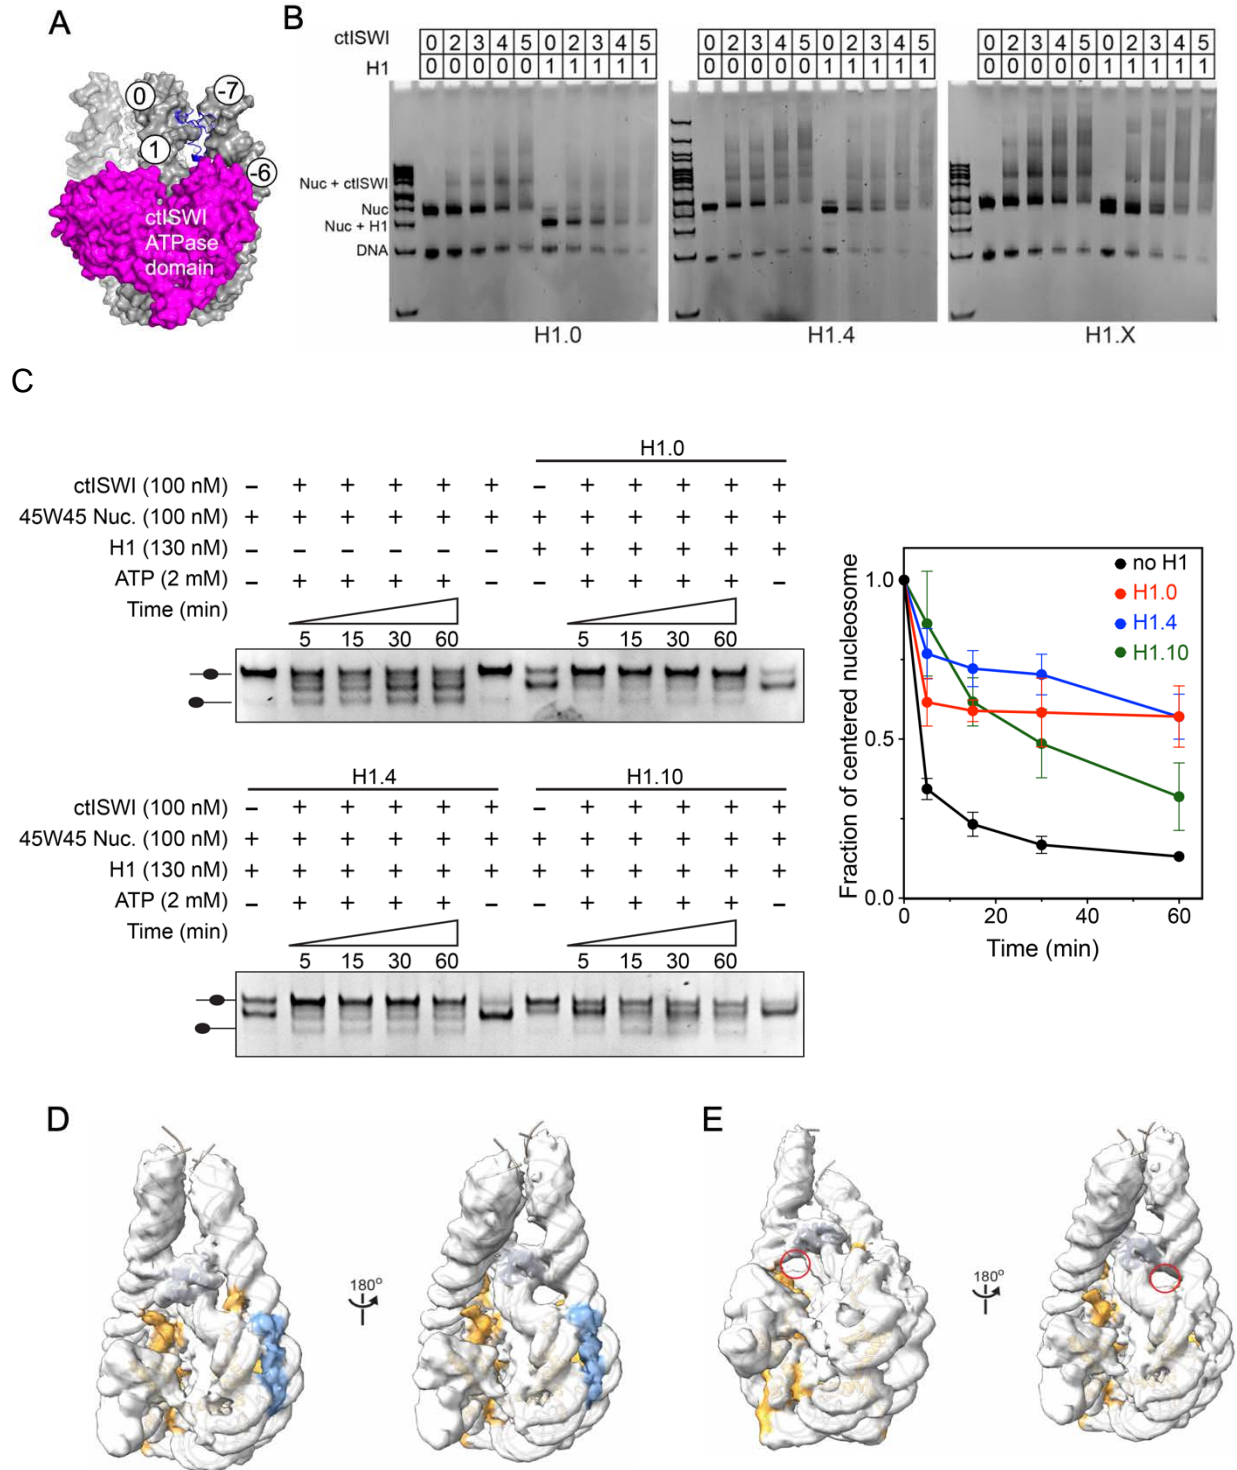 A
0
-7
1
-6
ctISWI
ATPase
domain
B
ctISWI 0 2 3 4 5 0 2 3 4 5 0 2 3 4 5 0 2 3 4 5 0 2 3 4 5 0 2 3 4 5
H1 0 0 0 0 0 1 1 1 1 1 0 0 0 0 0 1 1 1 1 1 0 0 0 0 0 1 1 1 1 1
Nuc + ctISWI
Nuc
Nuc + H1
DNA
H1.0 H1.4 H1.X
C
H1.0
ctISWI (100 nM) – + + + + + – + + + + +
45W45 Nuc. (100 nM) + + + + + + + + + + + +
H1 (130 nM) – – – – – – + + + + + +
ATP (2 mM) – + + + + – – + + + + –
Time (min)
5 15 30 60 5 15 30 60
H1.4 H1.10
ctISWI (100 nM) – + + + + + – + + + + +
45W45 Nuc. (100 nM) + + + + + + + + + + + +
H1 (130 nM) + + + + + + + + + + + +
ATP (2 mM) – + + + + – – + + + + –
Time (min)
5 15 30 60 5 15 30 60
Fraction of centered nucleosome
1.0
0.5
0.0
no H1
H1.0
H1.4
H1.10
0 20 40 60
Time (min)
D
180°
E
180°